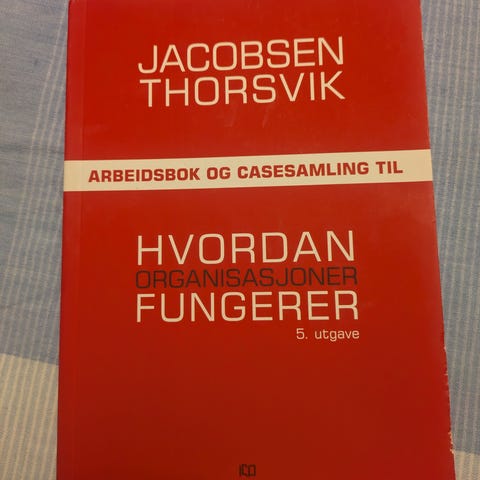 JACOBSEN
THORSVIK
ARBEIDSBOK OG CASESAMLING TIL
HVORDAN
ORGANISASJONER
FUNGERER
5. utgave